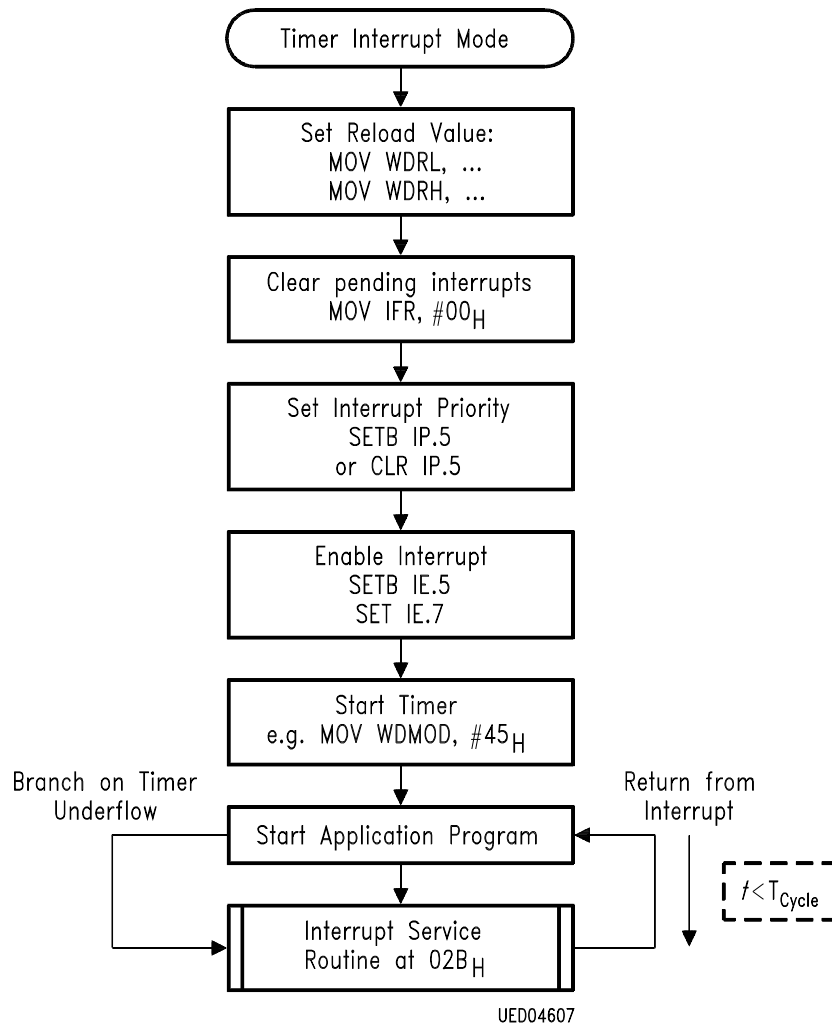 Timer Interrupt Mode
Set Reload Value:
MOV WDRL, ...
MOV WDRH, ...
Clear pending interrupts
MOV IFR, #00H
Set Interrupt Priority
SETB IP.5
or CLR IP.5
Enable Interrupt
SETB IE.5
SET IE.7
Start Timer
e.g. MOV WDMOD, #45H
Branch on Timer
Underflow
Return from
Interrupt
Start Application Program
t<TCycle
Interrupt Service
Routine at 02BH
UED04607